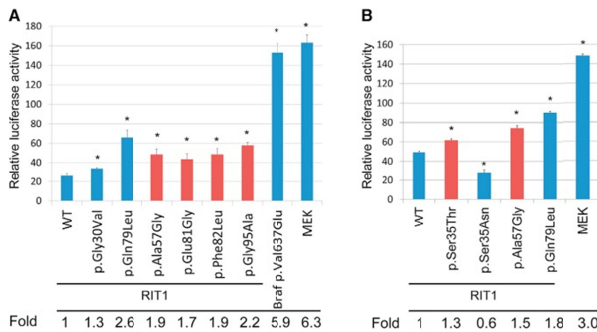 A
Relative luciferase activity
180
160
140
120
100
80
60
40
20
0
* * * * * * * *
WT
p.Gly30Val
p.Gln79Leu
p.Ala57Gly
p.Glu81Gly
p.Phe82Leu
p.Gly95Ala
Braf p.Val637Glu
MEK
RIT1
Fold 1 1.3 2.6 1.9 1.7 1.9 2.2 5.9 6.3
B
Relative luciferase activity
160
140
120
100
80
60
40
20
0
* * * * *
WT
p.Ser35Thr
p.Ser35Asn
p.Ala57Gly
p.Gln79Leu
MEK
RIT1
Fold 1 1.3 0.6 1.5 1.8 3.0